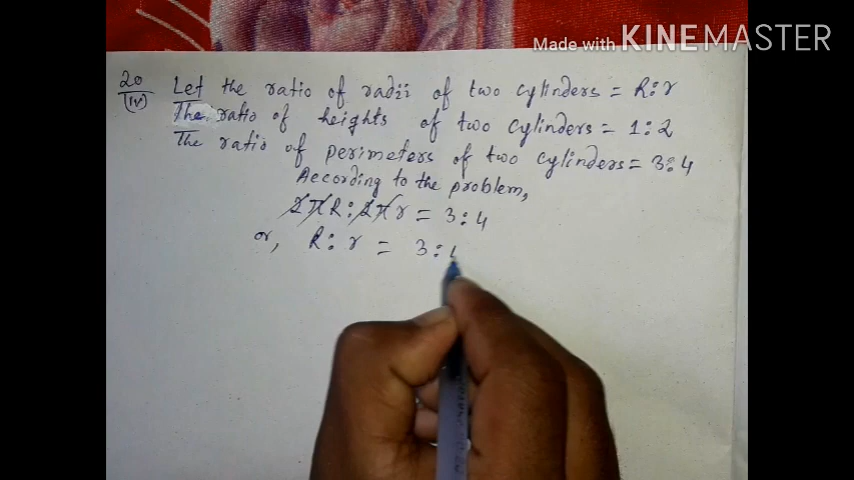 Made with KINEMASTER
20 (iv) Let the ratio of radii of two cylinders = R:r
The ratio of heights of two cylinders = 1:2
The ratio of perimeters of two cylinders = 3:4
According to the problem,
2πR:2πr = 3:4
or, R:r = 3: